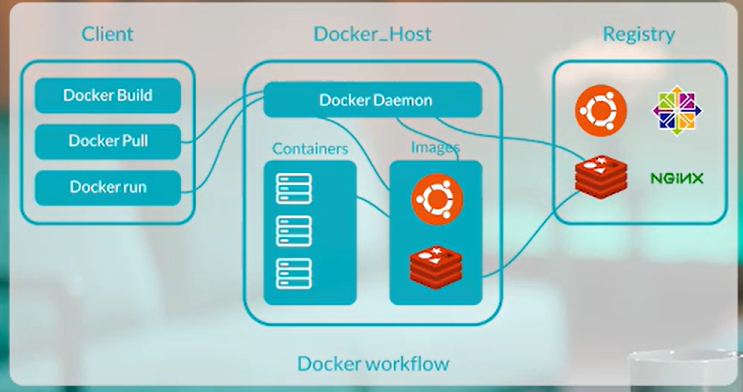 Client
Docker_Host
Registry
Docker Build
Docker Pull
Docker run
Docker Daemon
Containers
Images
NGINX
Docker workflow